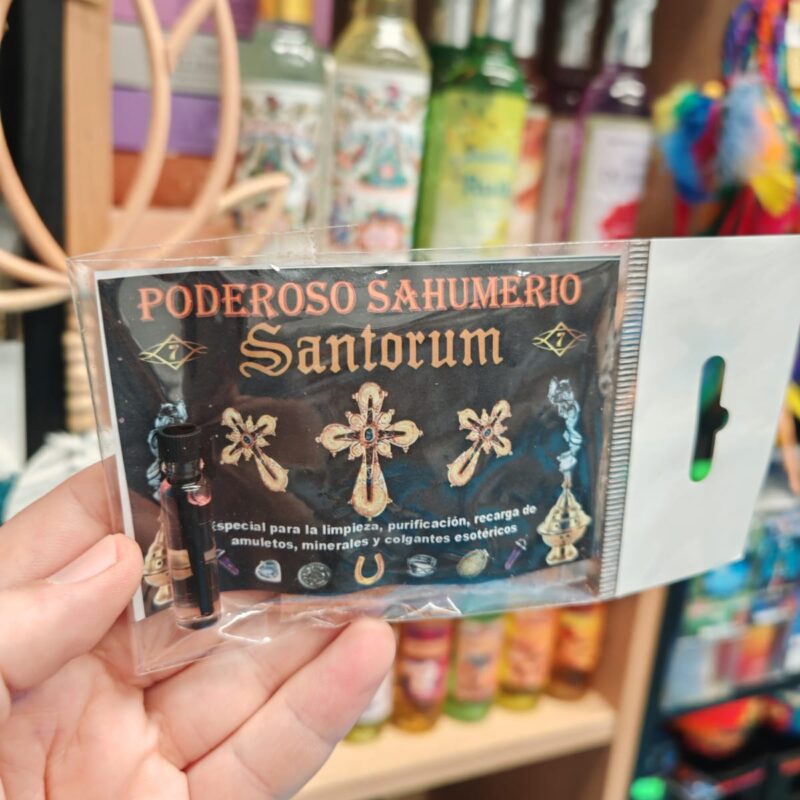 PODEROSO SAHUMERIO
Santorum
7 7
Especial para la limpieza, purificación, recarga de
amuletos, minerales y colgantes esotéricos